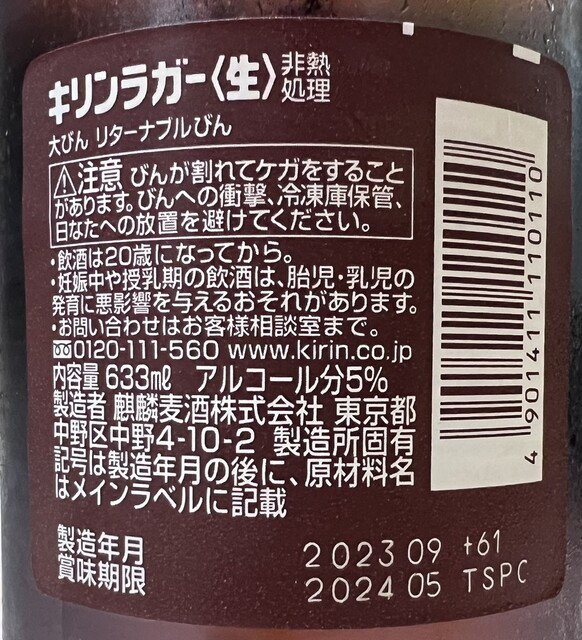 キリンラガー〈生〉非熱処理
大びん リターナブルびん
⚠注意 びんが割れてケガをすること
があります。びんへの衝撃、冷凍庫保管、
日なたへの放置を避けてください。
・飲酒は20歳になってから。
・妊娠中や授乳期の飲酒は、胎児・乳児の
発育に悪影響を与えるおそれがあります。
・お問い合わせはお客様相談室まで。
0120-111-560 www.kirin.co.jp
内容量 633㎖ アルコール分5%
製造者 麒麟麦酒株式会社 東京都
中野区中野4-10-2 製造所固有
記号は製造年月の後に、原材料名
はメインラベルに記載
製造年月 2023 09 +61
賞味期限 2024 05 TSPC
4 901411 110110